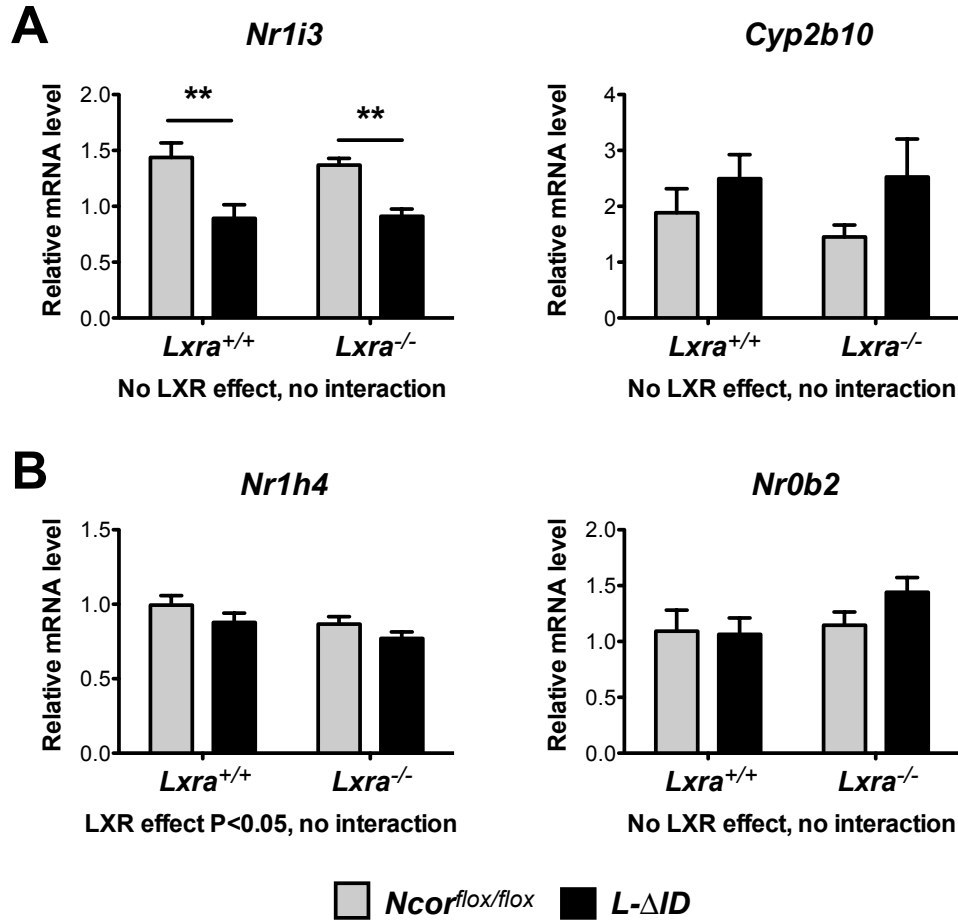 A
Nr1i3
Cyp2b10
Relative mRNA level
2.0
1.5
1.0
0.5
0.0
**
**
Lxra+/+
Lxra-/-
No LXR effect, no interaction
Relative mRNA level
4
3
2
1
0
Lxra+/+
Lxra-/-
No LXR effect, no interaction
B
Nr1h4
Nr0b2
Relative mRNA level
1.5
1.0
0.5
0.0
Lxra+/+
Lxra-/-
LXR effect P<0.05, no interaction
Relative mRNA level
2.0
1.5
1.0
0.5
0.0
Lxra+/+
Lxra-/-
No LXR effect, no interaction
Ncorflox/flox
L-ΔID